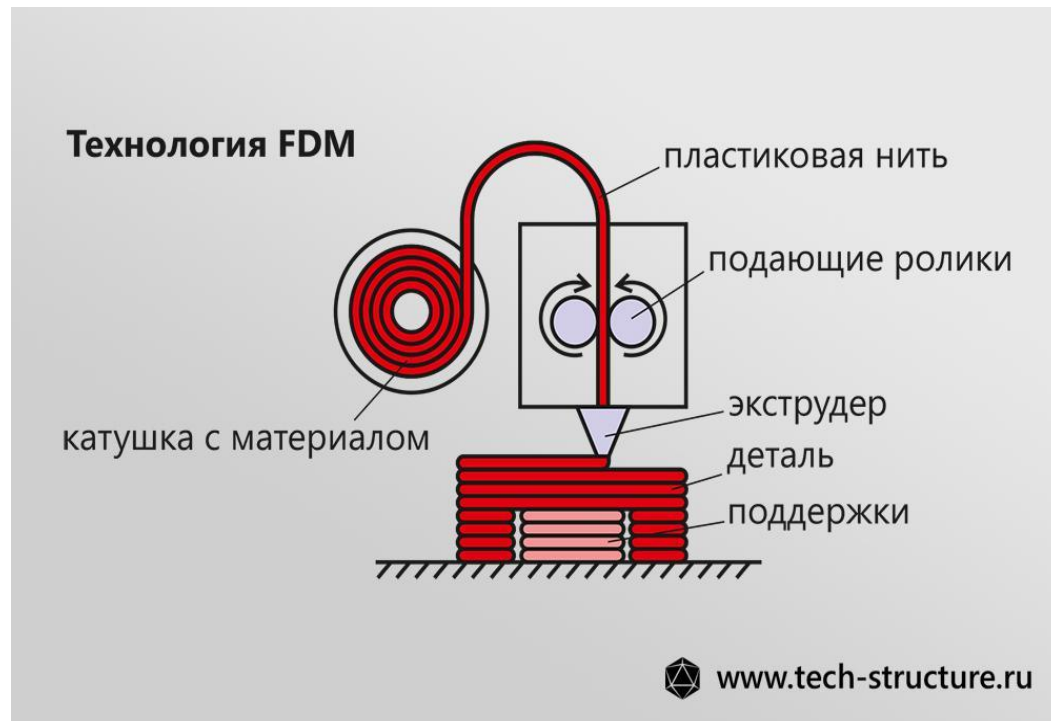 Технология FDM
пластиковая нить
подающие ролики
экструдер
катушка с материалом
деталь
поддержки
www.tech-structure.ru